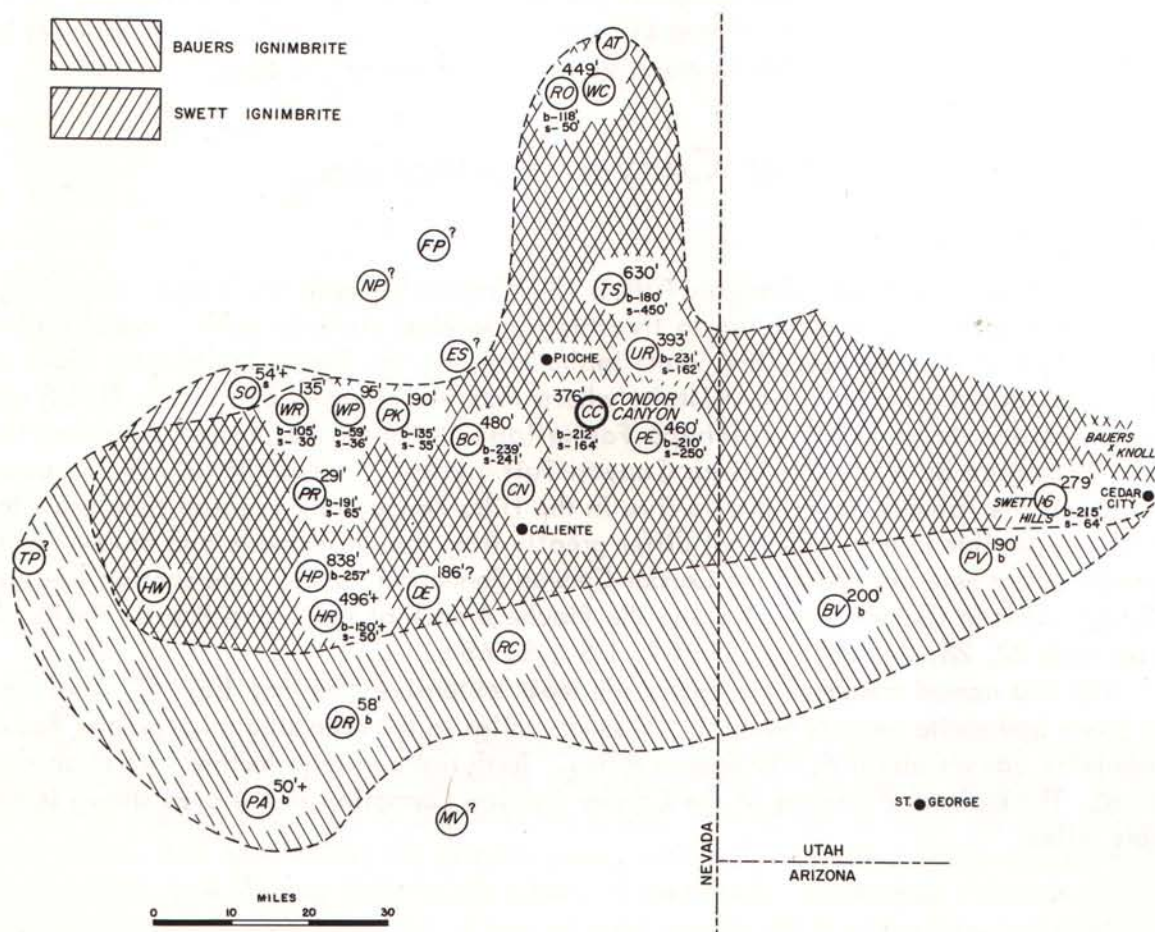 BAUERS IGNIMBRITE
SWETT IGNIMBRITE
AT
449'
RO
WC
b-118'
s-50'
FP ?
NP ?
ES ?
630'
TS
b-180'
s-450'
PIOCHE
393'
UR
b-231'
s-162'
376'
CC
CONDOR
CANYON
b-212'
s-164'
460'
PE
b-210'
s-250'
54'+
SO
s
135'
WR
b-105'
s-30'
95'
WP
b-59'
s-36'
190'
PK
b-135'
s-55'
480'
BC
b-239'
s-241'
CN
CALIENTE
291'
PR
b-191'
s-65'
TP ?
HW
838'
HP
b-257'
496'+
HR
b-150'+
s-50'
186'?
DE
RC
58'
DR
b
50'+
PA
b
MV ?
BAUERS
x
KNOLL
SWETT
HILLS
279'
b-215'
s-64'
CEDAR
CITY
190'
PV
b
200'
BV
b
ST. GEORGE
NEVADA
UTAH
ARIZONA
MILES
0 10 20 30